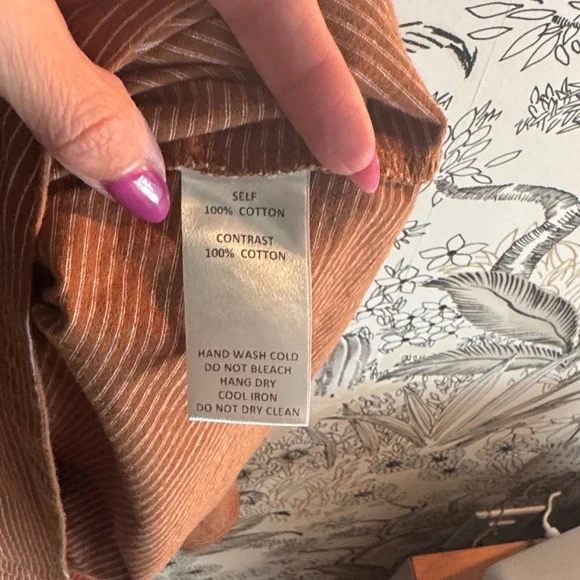 SELF
100% COTTON
CONTRAST
100% COTTON
HAND WASH COLD
DO NOT BLEACH
HANG DRY
COOL IRON
DO NOT DRY CLEAN